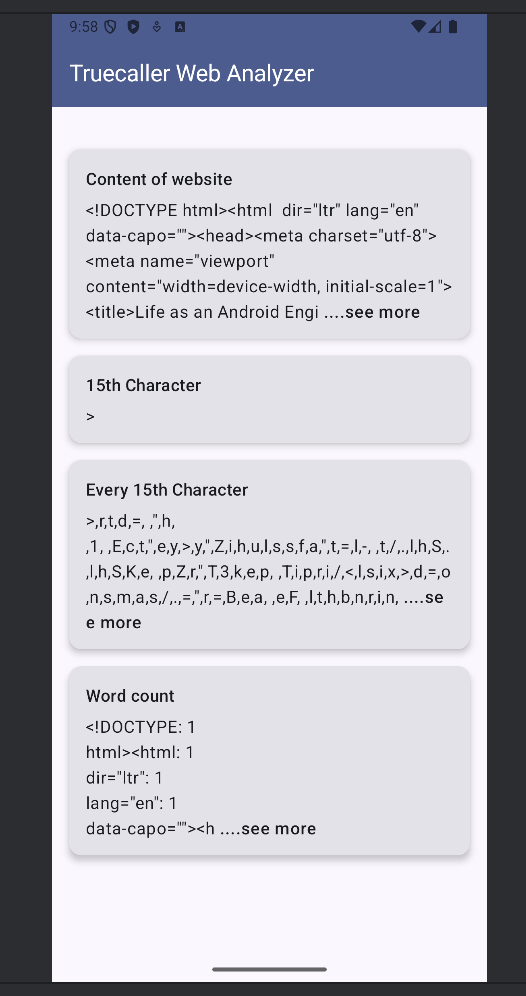 9:58
Truecaller Web Analyzer
Content of website
<!DOCTYPE html><html  dir="ltr" lang="en"
data-capo=""><head><meta charset="utf-8">
<meta name="viewport"
content="width=device-width, initial-scale=1">
<title>Life as an Android Engi ....see more
15th Character
>
Every 15th Character
>,r,t,d,=, ,",h,
,1, ,E,c,t,",e,y,>,y,",Z,i,h,u,l,s,s,f,a,",t,=,l,-, ,t,/,.,l,h,S,.
,l,h,S,K,e, ,p,Z,r,",T,3,k,e,p, ,T,i,p,r,i,/,<,l,s,i,x,>,d,=,o
,n,s,m,a,s,/,.,=,",r,=,B,e,a, ,e,F, ,l,t,h,b,n,r,i,n, ....se
e more
Word count
<!DOCTYPE: 1
html><html: 1
dir="ltr": 1
lang="en": 1
data-capo=""><h ....see more